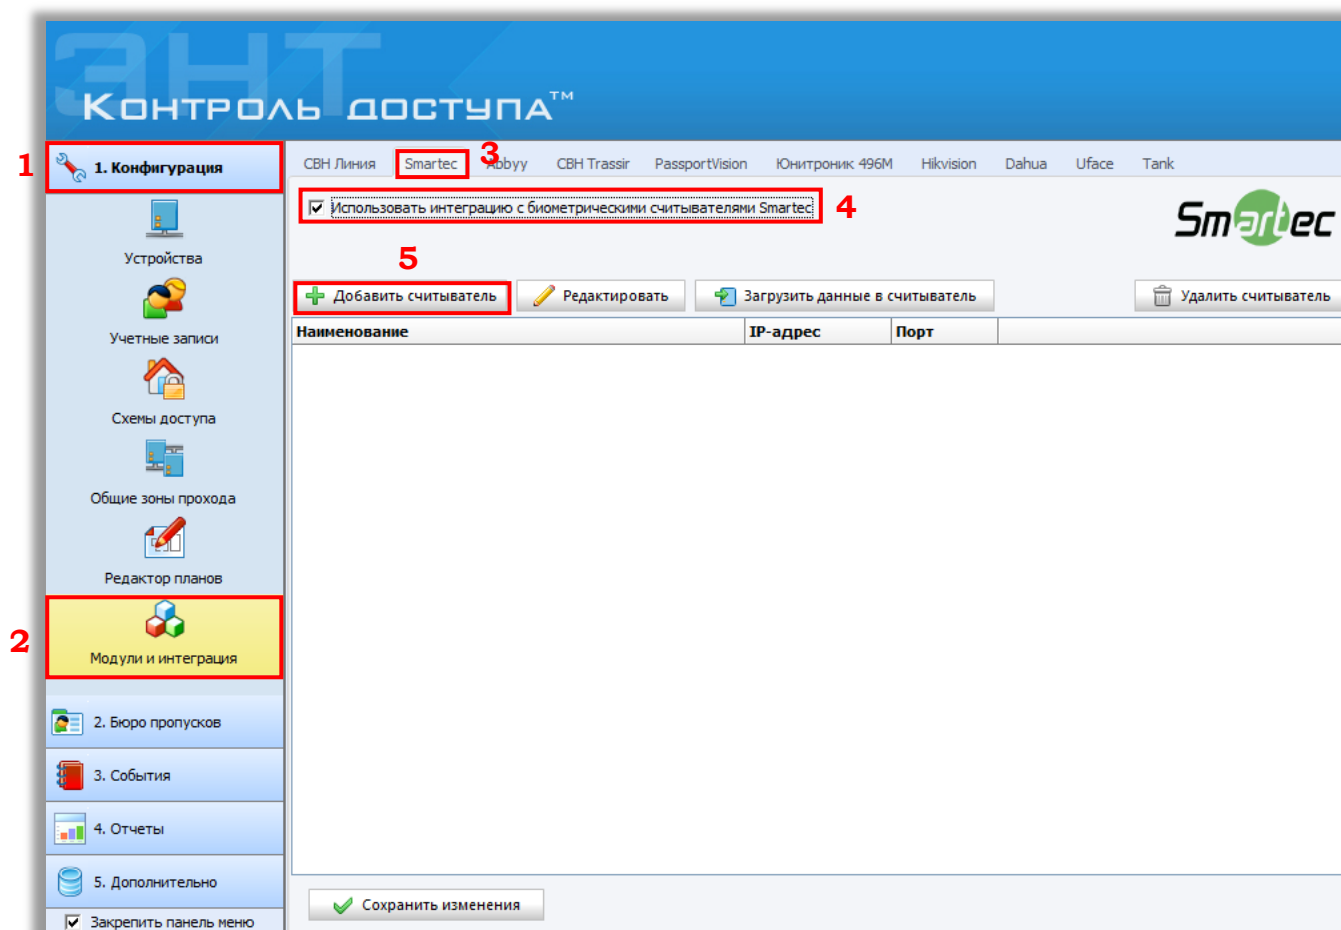 ЭНТ
Контроль доступа™
1
1. Конфигурация
Устройства
Учетные записи
Схемы доступа
Общие зоны прохода
Редактор планов
2
Модули и интеграция
2. Бюро пропусков
3. События
4. Отчеты
5. Дополнительно
Закрепить панель меню
3
СВН Линия Smartec Abbyy СВН Trassir PassportVision Юнитроник 496М Hikvision Dahua Uface Tank
Использовать интеграцию с биометрическими считывателями Smartec 4
Smartec
5
Добавить считыватель Редактировать Загрузить данные в считыватель Удалить считыватель
Наименование IP-адрес Порт
Сохранить изменения